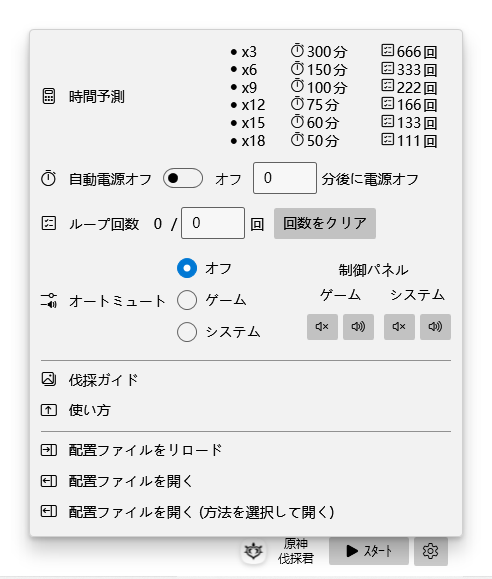 ● x3 300分 666回
● x6 150分 333回
● x9 100分 222回
時間予測
● x12 75分 166回
● x15 60分 133回
● x18 50分 111回
自動電源オフ オフ 0 分後に電源オフ
ループ回数 0 / 0 回 回数をクリア
オートミュート
オフ
ゲーム
システム
制御パネル
ゲーム システム
伐採ガイド
使い方
配置ファイルをリロード
配置ファイルを開く
配置ファイルを開く (方法を選択して開く)
原神
伐採君
スタート